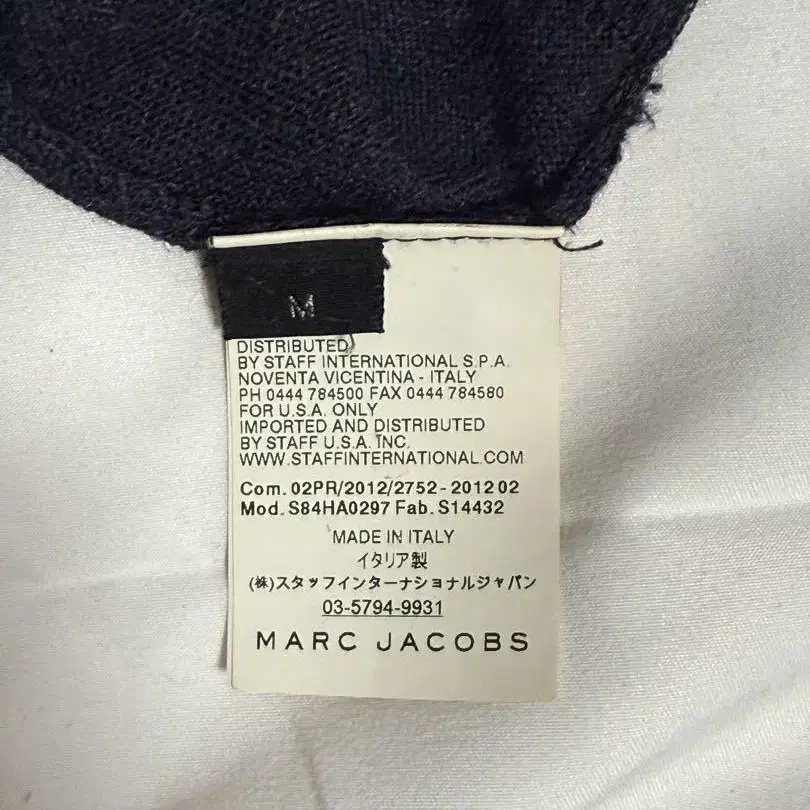 M
DISTRIBUTED
BY STAFF INTERNATIONAL S.P.A.
NOVENTA VICENTINA - ITALY
PH 0444 784500 FAX 0444 784580
FOR U.S.A. ONLY
IMPORTED AND DISTRIBUTED
BY STAFF U.S.A. INC.
WWW.STAFFINTERNATIONAL.COM
Com. 02PR/2012/2752 - 2012 02
Mod. S84HA0297 Fab. S14432
MADE IN ITALY
イタリア製
(株)スタッフインターナショナルジャパン
03-5794-9931
MARC JACOBS